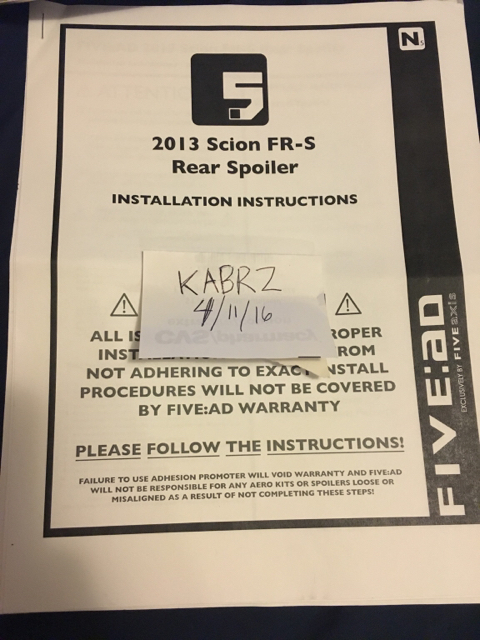 N
5
2013 Scion FR-S
Rear Spoiler
INSTALLATION INSTRUCTIONS
KABRZ
4/11/16
CVS/pharmacy
ALL IS ROPER
INST ROM
NOT ADHERING TO EXACT INSTALL
PROCEDURES WILL NOT BE COVERED
BY FIVE:AD WARRANTY
PLEASE FOLLOW THE INSTRUCTIONS!
FAILURE TO USE ADHESION PROMOTER WILL VOID WARRANTY AND FIVE:AD
WILL NOT BE RESPONSIBLE FOR ANY AERO KITS OR SPOILERS LOOSE OR
MISALIGNED AS A RESULT OF NOT COMPLETING THESE STEPS!
FIVE:AD
EXCLUSIVELY BY FIVE axis